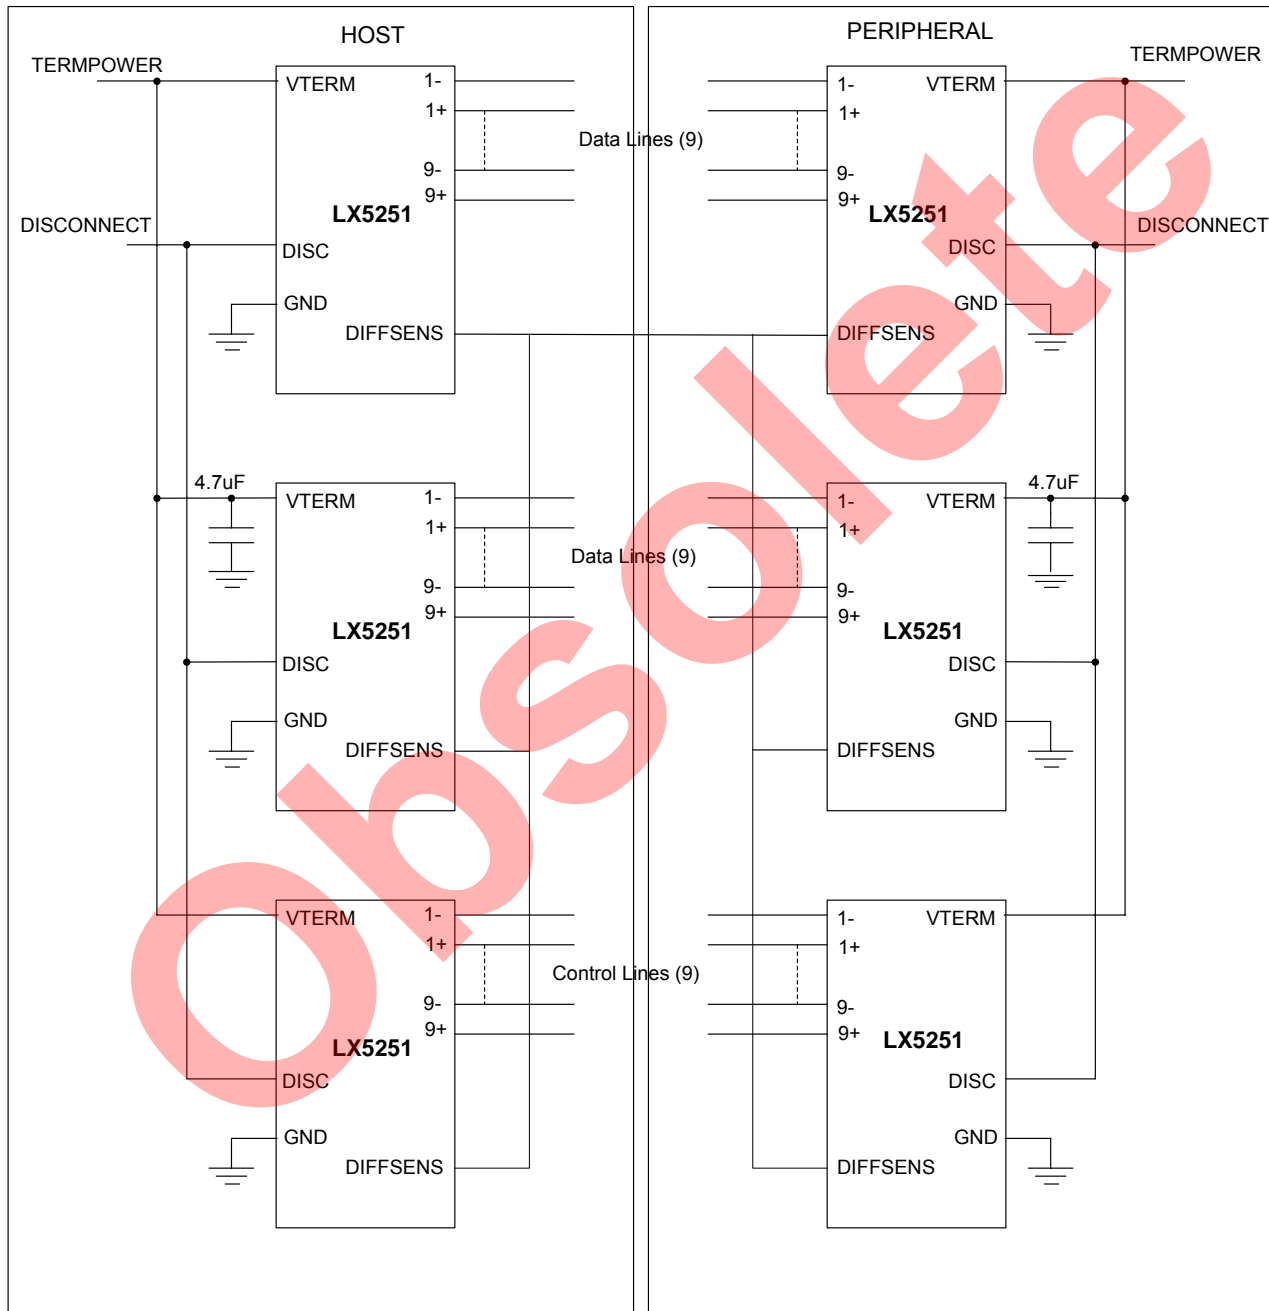 HOST
TERMPOWER
VTERM
1-
1+
9-
9+
LX5251
DISCONNECT
DISC
GND
DIFFSENS
Data Lines (9)
4.7uF
VTERM
1-
1+
9-
9+
LX5251
DISC
GND
DIFFSENS
Data Lines (9)
VTERM
1-
1+
9-
9+
LX5251
DISC
GND
DIFFSENS
Control Lines (9)
PERIPHERAL
TERMPOWER
1-
VTERM
1+
9-
9+
LX5251
DISCONNECT
DISC
GND
DIFFSENS
1-
VTERM
4.7uF
1+
9-
9+
LX5251
DISC
GND
DIFFSENS
1-
VTERM
1+
9-
9+
LX5251
DISC
GND
DIFFSENS
Obsolete